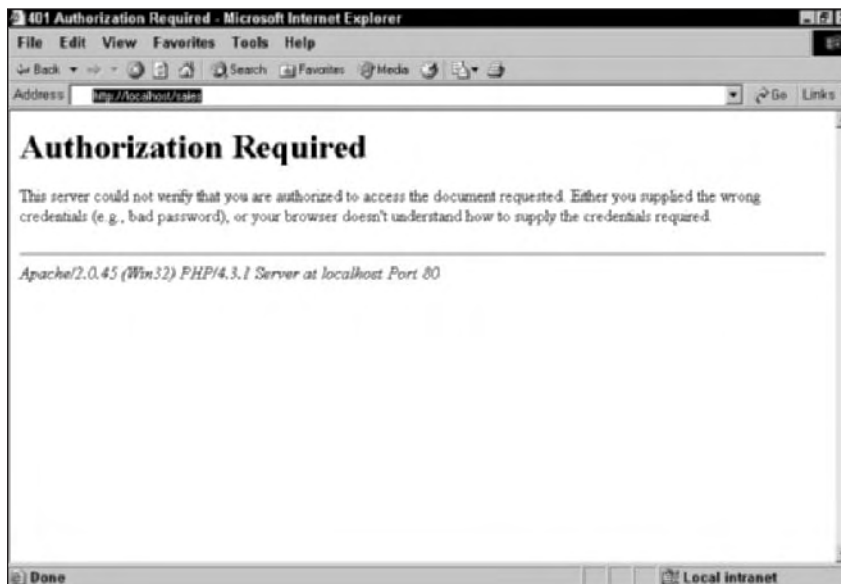 401 Authorization Required - Microsoft Internet Explorer
File Edit View Favorites Tools Help
Back Search Favorites Media
Address http://localhost/sales Go Links
Authorization Required
This server could not verify that you are authorized to access the document requested. Either you supplied the wrong
credentials (e.g., bad password), or your browser doesn't understand how to supply the credentials required.
Apache/2.0.45 (Win32) PHP/4.3.1 Server at localhost Port 80
Done Local intranet